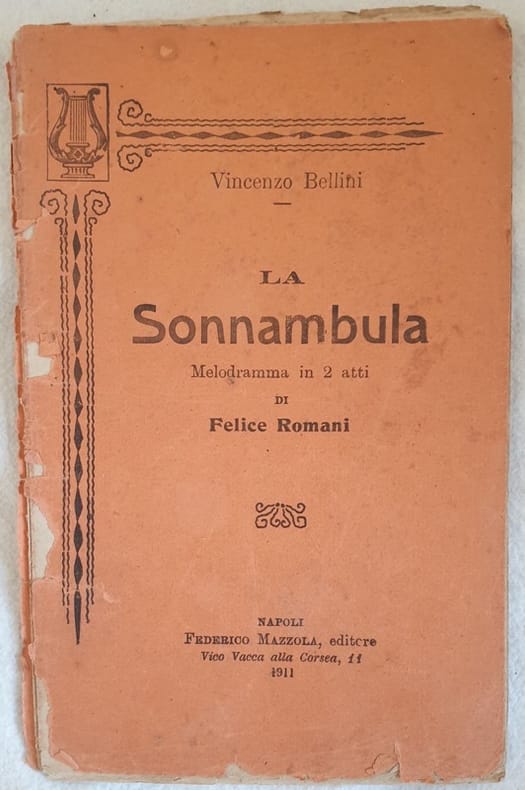 Vincenzo Bellini
LA
Sonnambula
Melodramma in 2 atti
DI
Felice Romani
NAPOLI
FEDERICO MAZZOLA, editore
Vico Vacca alla Corsea, 11
1911